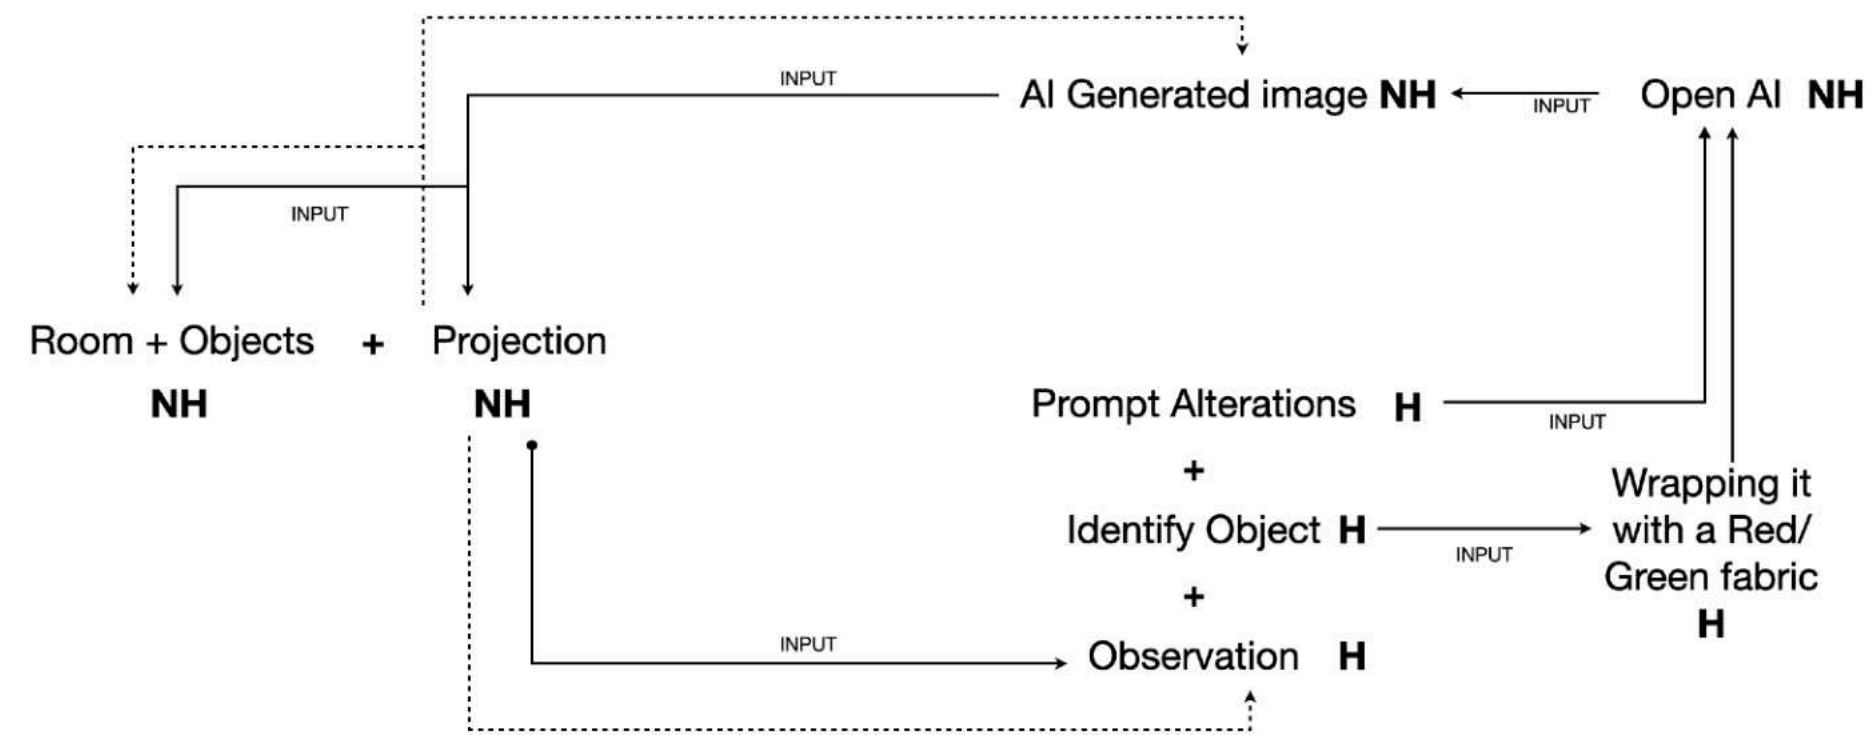 INPUT
AI Generated image NH
INPUT
Open AI NH
INPUT
Room + Objects + Projection
NH NH
Prompt Alterations H
INPUT
+
Identify Object H
INPUT
Wrapping it
with a Red/
Green fabric
H
+
INPUT
Observation H